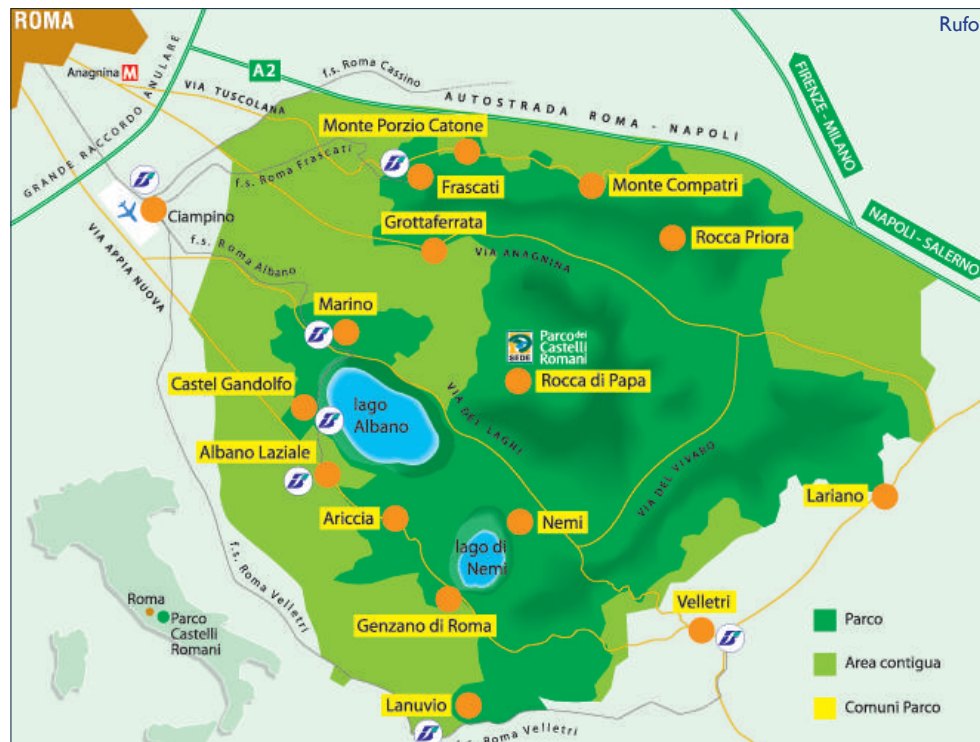 ROMA
Rufo
Anagnina M
A2
f.s. Roma Cassino
VIA TUSCOLANA
AUTOSTRADA ROMA - NAPOLI
FIRENZE - MILANO
GRANDE RACCORDO ANULARE
Monte Porzio Catone
f.s. Roma Frascati
Frascati
Monte Compatri
Ciampino
Grottaferrata
Rocca Priora
NAPOLI - SALERNO
f.s. Roma Albano
VIA ANAGNINA
VIA APPIA NUOVA
Marino
SEDE
Parco dei
Castelli
Romani
Rocca di Papa
Castel Gandolfo
lago
Albano
VIA DEI LAGHI
Albano Laziale
VIA DEL VIVARO
Lariano
Ariccia
Nemi
lago di
Nemi
f.s. Roma Velletri
Roma
Parco
Castelli
Romani
Genzano di Roma
Velletri
Parco
Area contigua
Comuni Parco
Lanuvio
f.s. Roma Velletri